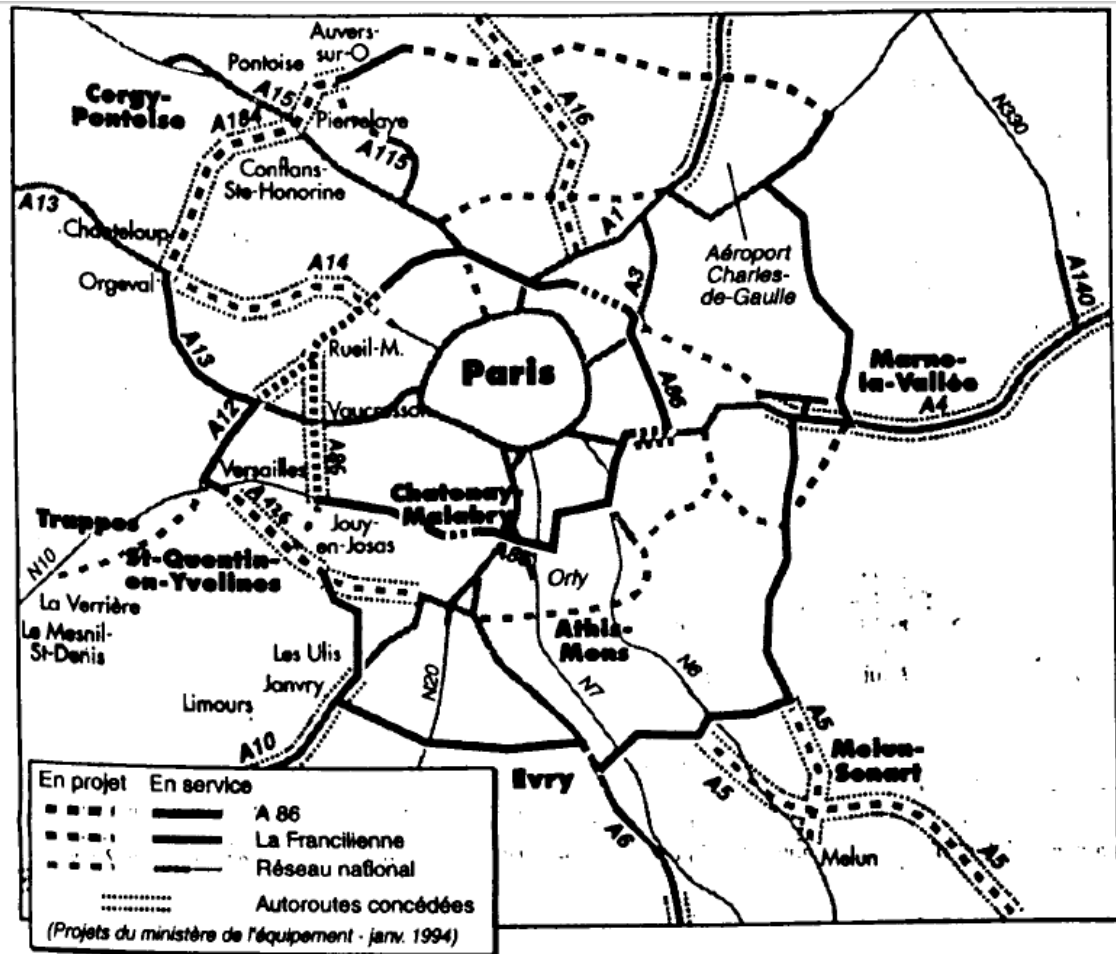 Auvers-
sur-O
Pontoise
A15
Cergy-
Pontoise
A184
Pierrelaye
A115
A16
N330
Conflans-
Ste-Honorine
A13
Chanteloup
Orgeval
A14
A1
A3
Aéroport
Charles-
de-Gaulle
A140
A13
Rueil-M.
Paris
A86
Marne-
la-Vallée
A4
A12
Vaucresson
A86
Versailles
Chatenay-
Malabry
A126
Trappes
Jouy-
en-Josas
A86
N10
St-Quentin-
en-Yvelines
Orly
La Verrière
Le Mesnil-
St-Denis
Athis-
Mons
Les Ulis
Janvry
N20
N7
N6
Limours
A10
A5
Melun-
Senart
Evry
A5
A6
A5
Melun
En projet En service
A 86
La Francilienne
Réseau national
Autoroutes concédées
(Projets du ministère de l'équipement - janv. 1994)